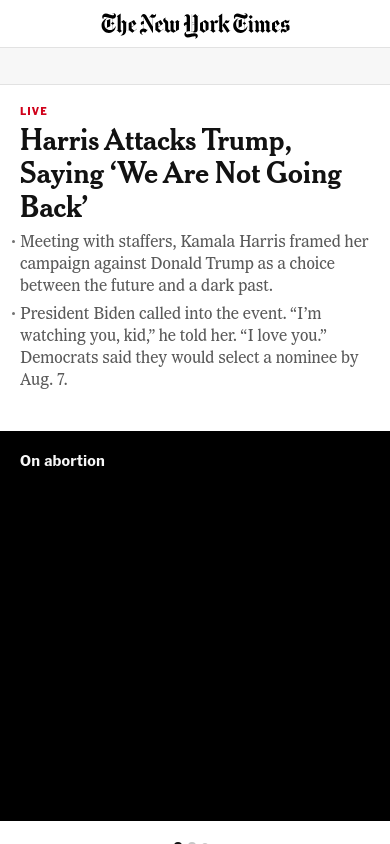 The New York Times
LIVE
Harris Attacks Trump,
Saying ‘We Are Not Going
Back’
· Meeting with staffers, Kamala Harris framed her
campaign against Donald Trump as a choice
between the future and a dark past.
· President Biden called into the event. “I’m
watching you, kid,” he told her. “I love you.”
Democrats said they would select a nominee by
Aug. 7.
On abortion